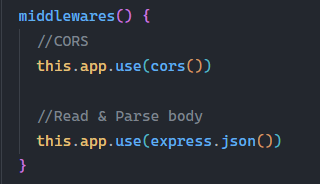 middlewares() {
  //CORS
  this.app.use(cors())

  //Read & Parse body
  this.app.use(express.json())
}